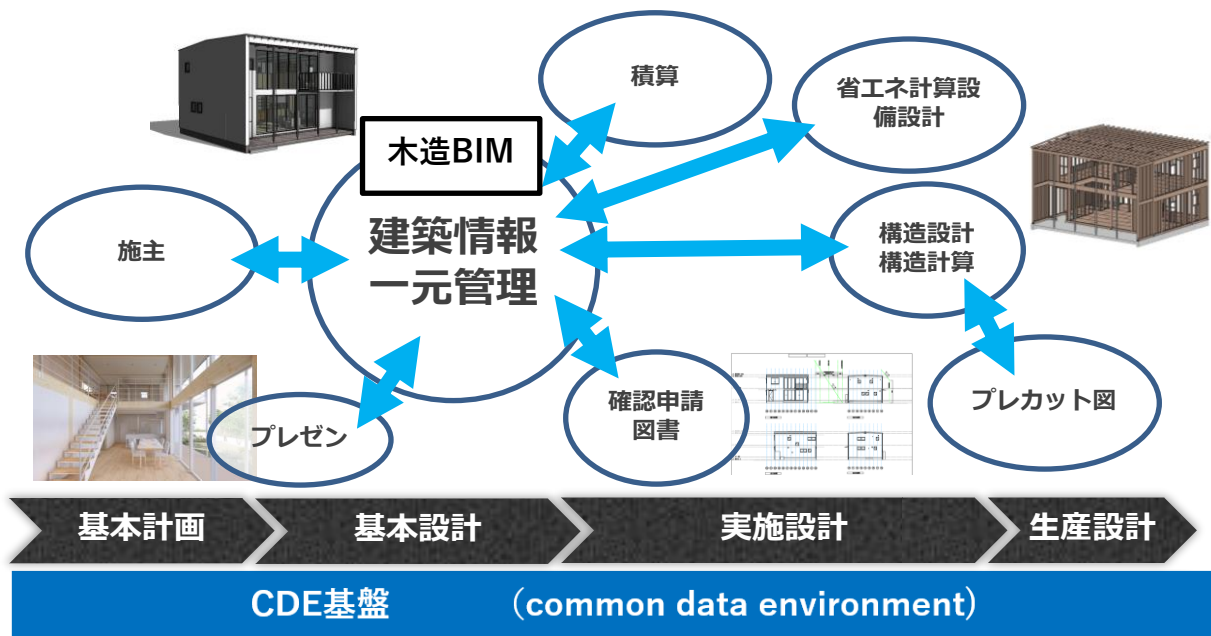 積算
省エネ計算設
備設計
木造BIM
建築情報
一元管理
施主
構造設計
構造計算
プレゼン
確認申請
図書
プレカット図
基本計画
基本設計
実施設計
生産設計
CDE基盤 （common data environment）